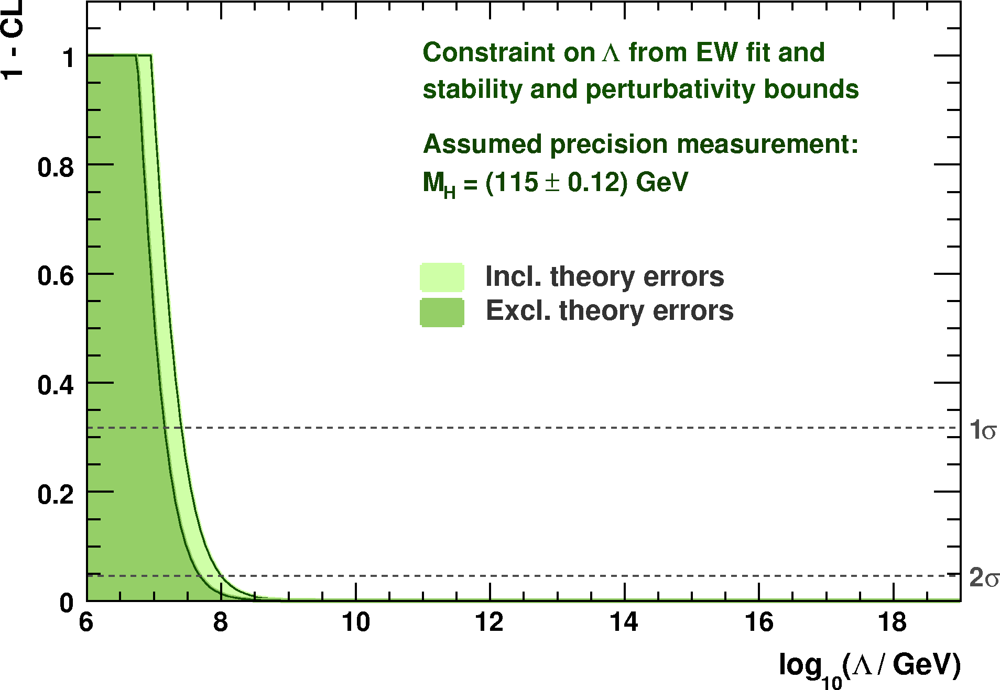 1 - CL
Constraint on Λ from EW fit and
stability and perturbativity bounds
Assumed precision measurement:
M_H = (115 ± 0.12) GeV
Incl. theory errors
Excl. theory errors
1
0.8
0.6
0.4
0.2
0
1σ
2σ
6 8 10 12 14 16 18
log_10(Λ / GeV)